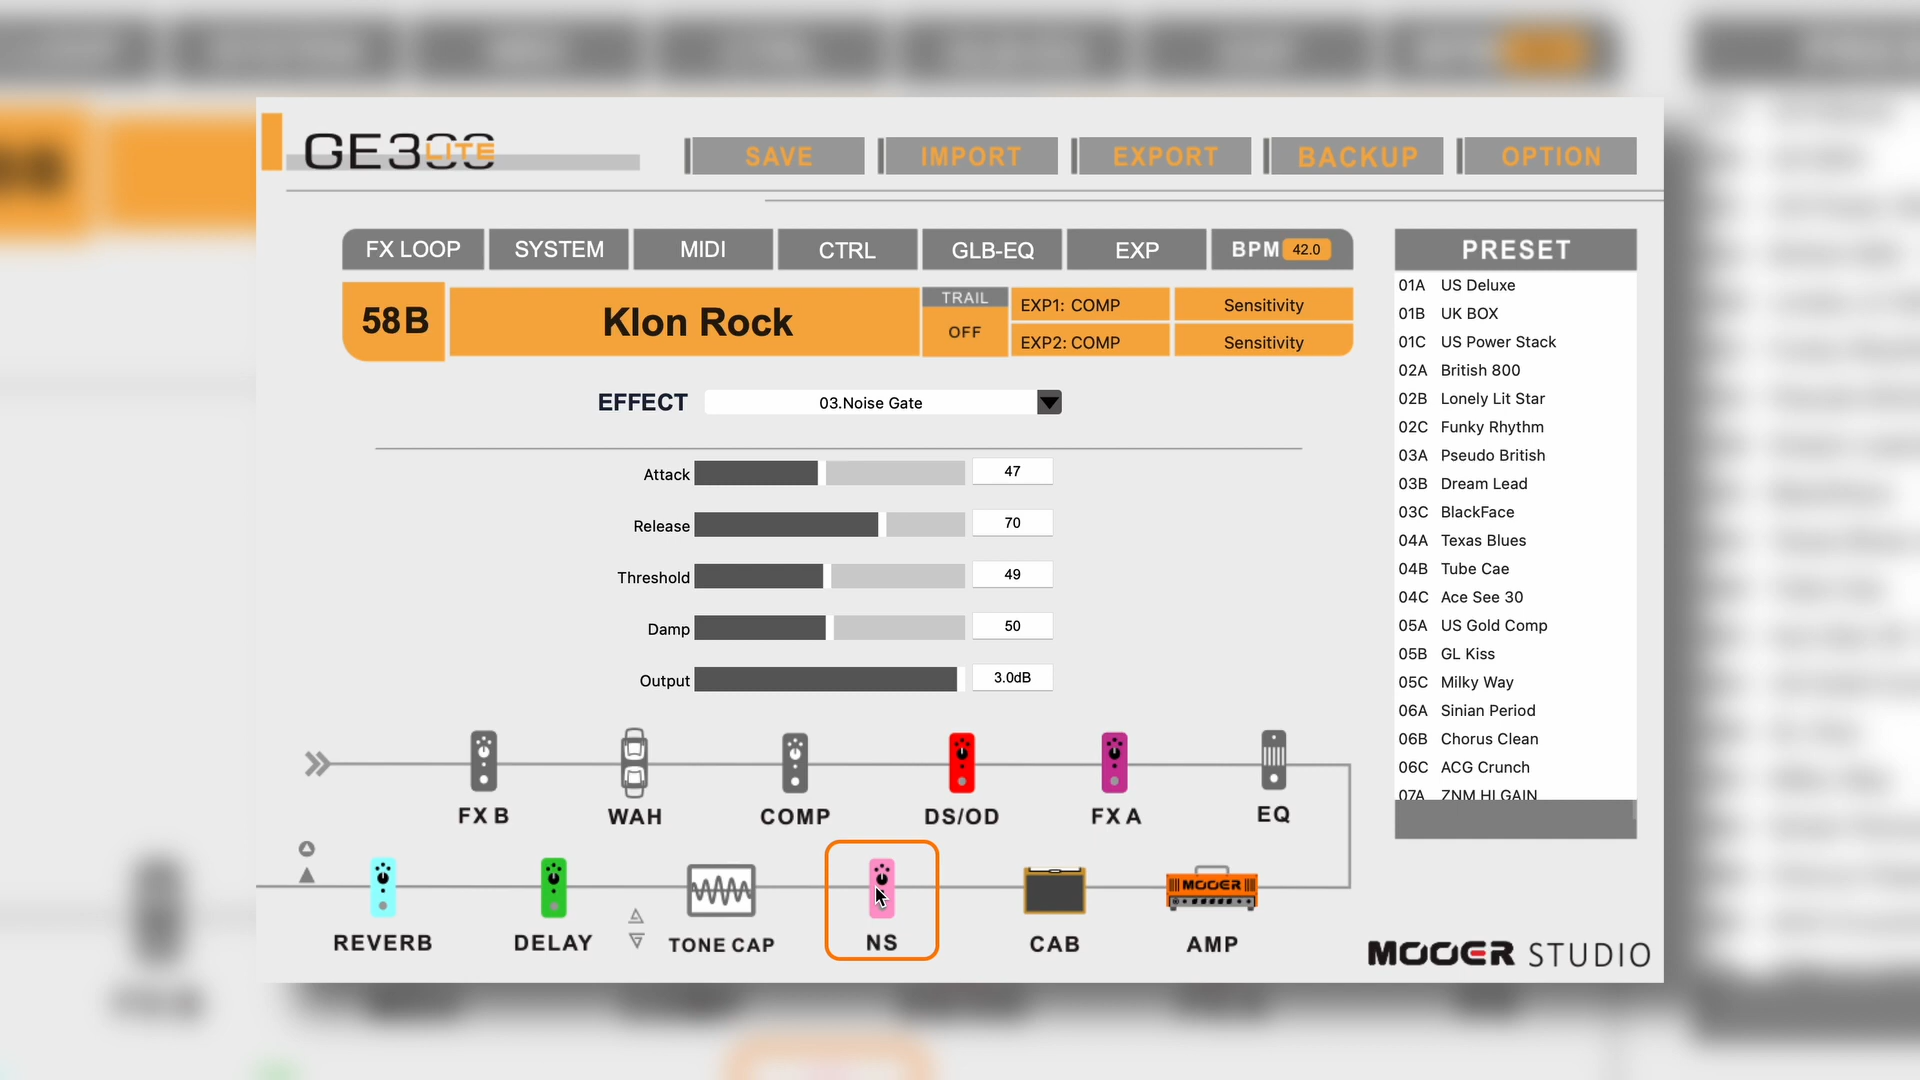 GE300
LITE
SAVE
IMPORT
EXPORT
BACKUP
OPTION
FX LOOP
SYSTEM
MIDI
CTRL
GLB-EQ
EXP
BPM 42.0
PRESET
58B
Klon Rock
TRAIL
OFF
EXP1: COMP
Sensitivity
EXP2: COMP
Sensitivity
EFFECT
03.Noise Gate
Attack 47
Release 70
Threshold 49
Damp 50
Output 3.0dB
01A US Deluxe
01B UK BOX
01C US Power Stack
02A British 800
02B Lonely Lit Star
02C Funky Rhythm
03A Pseudo British
03B Dream Lead
03C BlackFace
04A Texas Blues
04B Tube Cae
04C Ace See 30
05A US Gold Comp
05B GL Kiss
05C Milky Way
06A Sinian Period
06B Chorus Clean
06C ACG Crunch
07A ZNM HI GAIN
FX B
WAH
COMP
DS/OD
FX A
EQ
MOOER
REVERB
DELAY
TONE CAP
NS
CAB
AMP
MOOER STUDIO